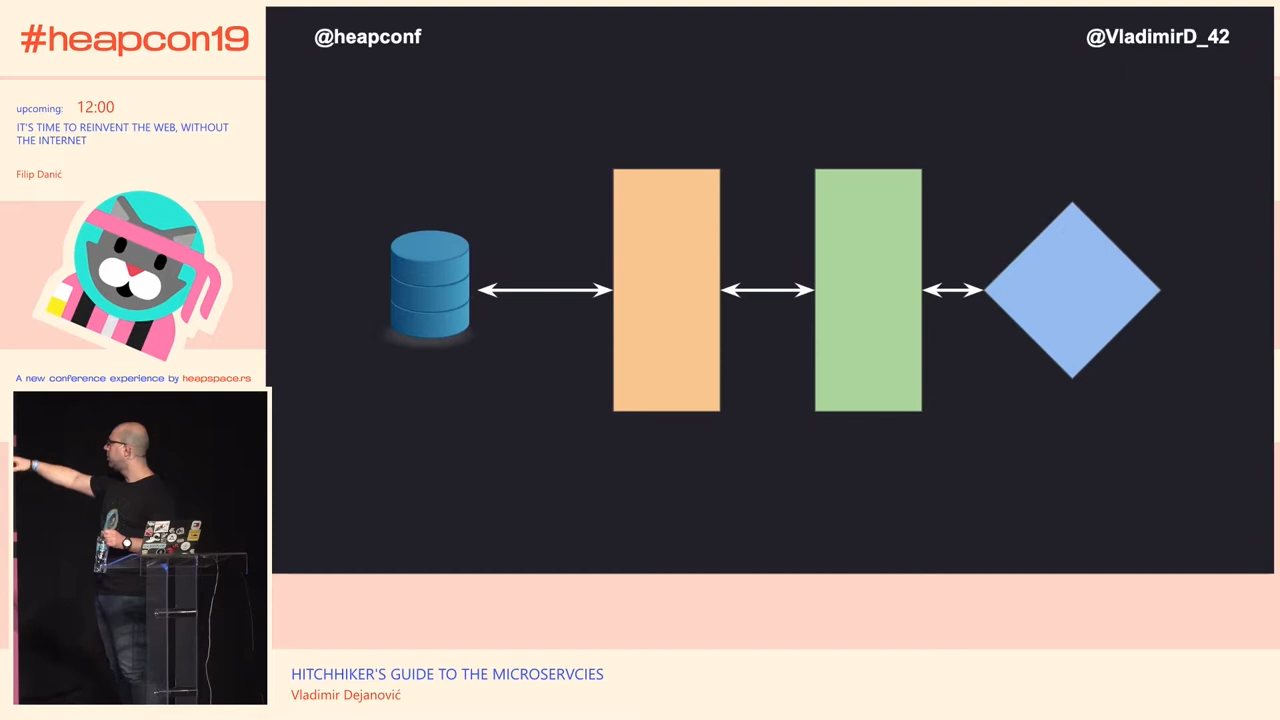 #heapcon19
upcoming: 12:00
IT'S TIME TO REINVENT THE WEB, WITHOUT
THE INTERNET
Filip Danić
A new conference experience by heapspace.rs
@heapconf
@VladimirD_42
HITCHHIKER'S GUIDE TO THE MICROSERVCIES
Vladimir Dejanović